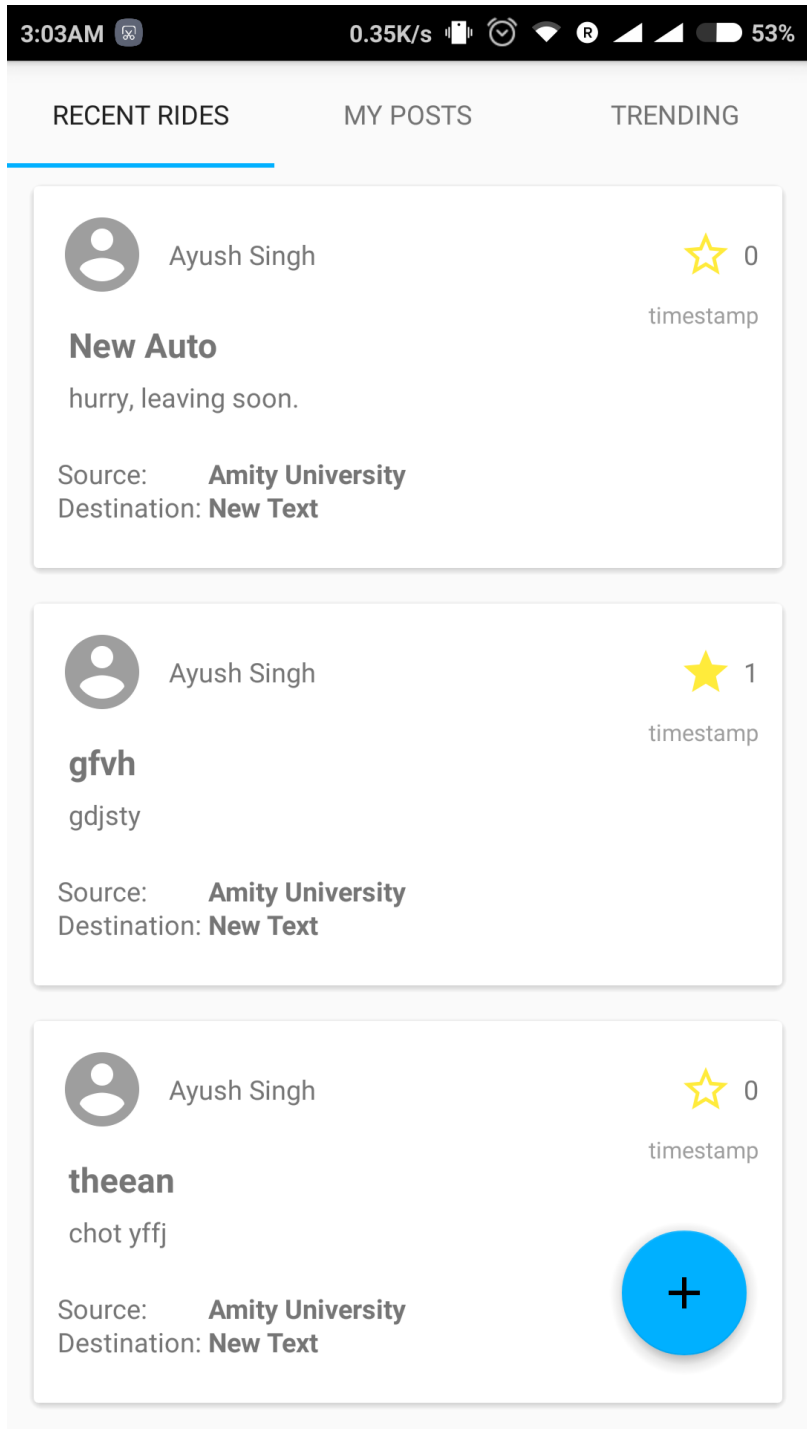 3:03AM 0.35K/s R 53%
RECENT RIDES MY POSTS TRENDING
Ayush Singh 0
timestamp
New Auto
hurry, leaving soon.
Source: Amity University
Destination: New Text
Ayush Singh 1
timestamp
gfvh
gdjsty
Source: Amity University
Destination: New Text
Ayush Singh 0
timestamp
theean
chot yffj
Source: Amity University
Destination: New Text